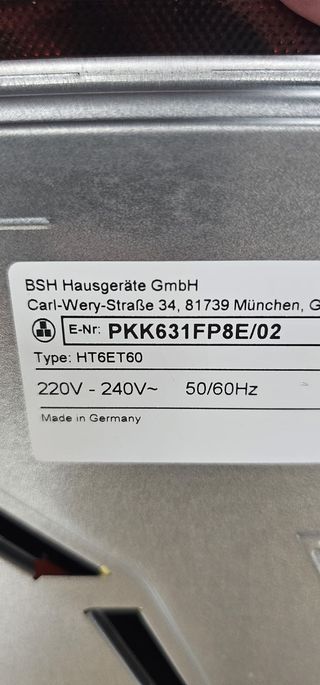 BSH Hausgeräte GmbH
Carl-Wery-Straße 34, 81739 München, G
E-Nr: PKK631FP8E/02
Type: HT6ET60
220V - 240V~ 50/60Hz
Made in Germany